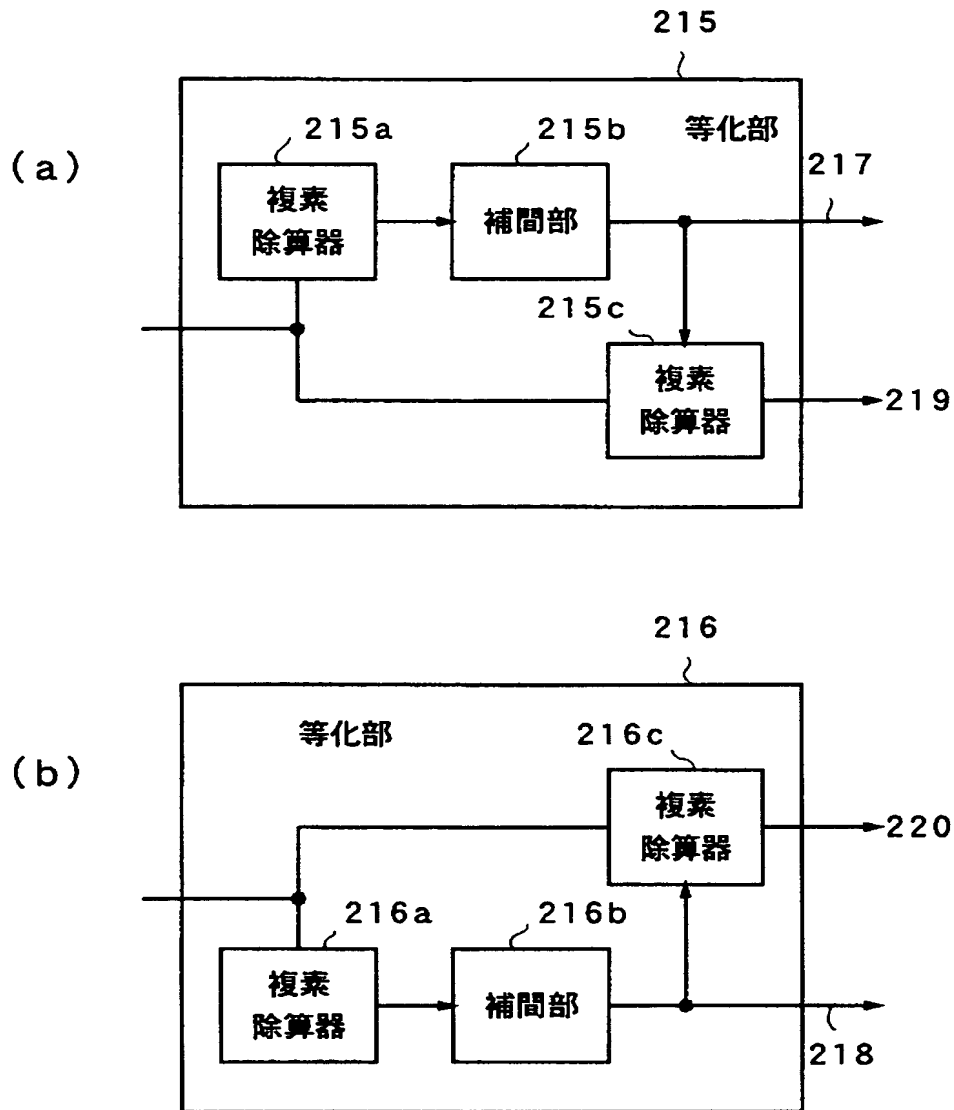 215
215a
215b
等化部
(a)
217
複素
除算器
補間部
215c
複素
除算器
219
216
等化部
216c
(b)
複素
除算器
220
216a
216b
複素
除算器
補間部
218